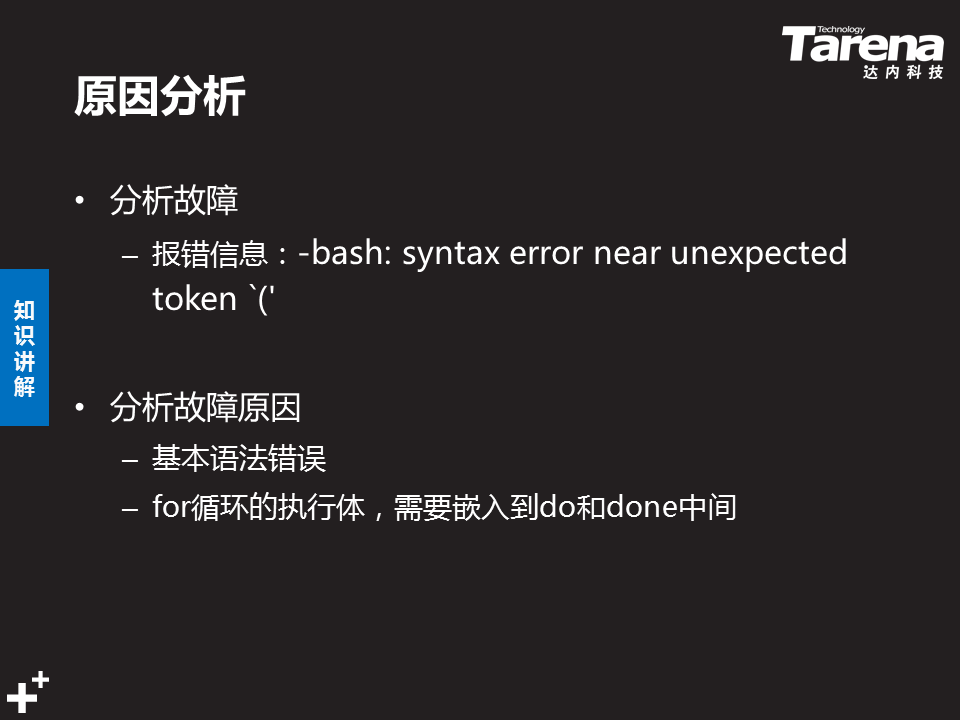 Technology
Tarena
达内科技
原因分析
• 分析故障
– 报错信息：-bash: syntax error near unexpected
token `('
知识讲解
• 分析故障原因
– 基本语法错误
– for循环的执行体，需要嵌入到do和done中间